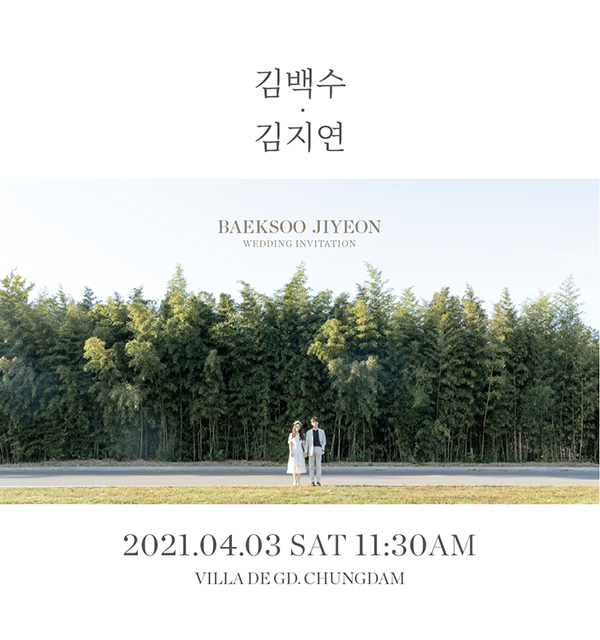 김백수
·
김지연
BAEKSOO JIYEON
WEDDING INVITATION
2021.04.03 SAT 11:30AM
VILLA DE GD. CHUNGDAM